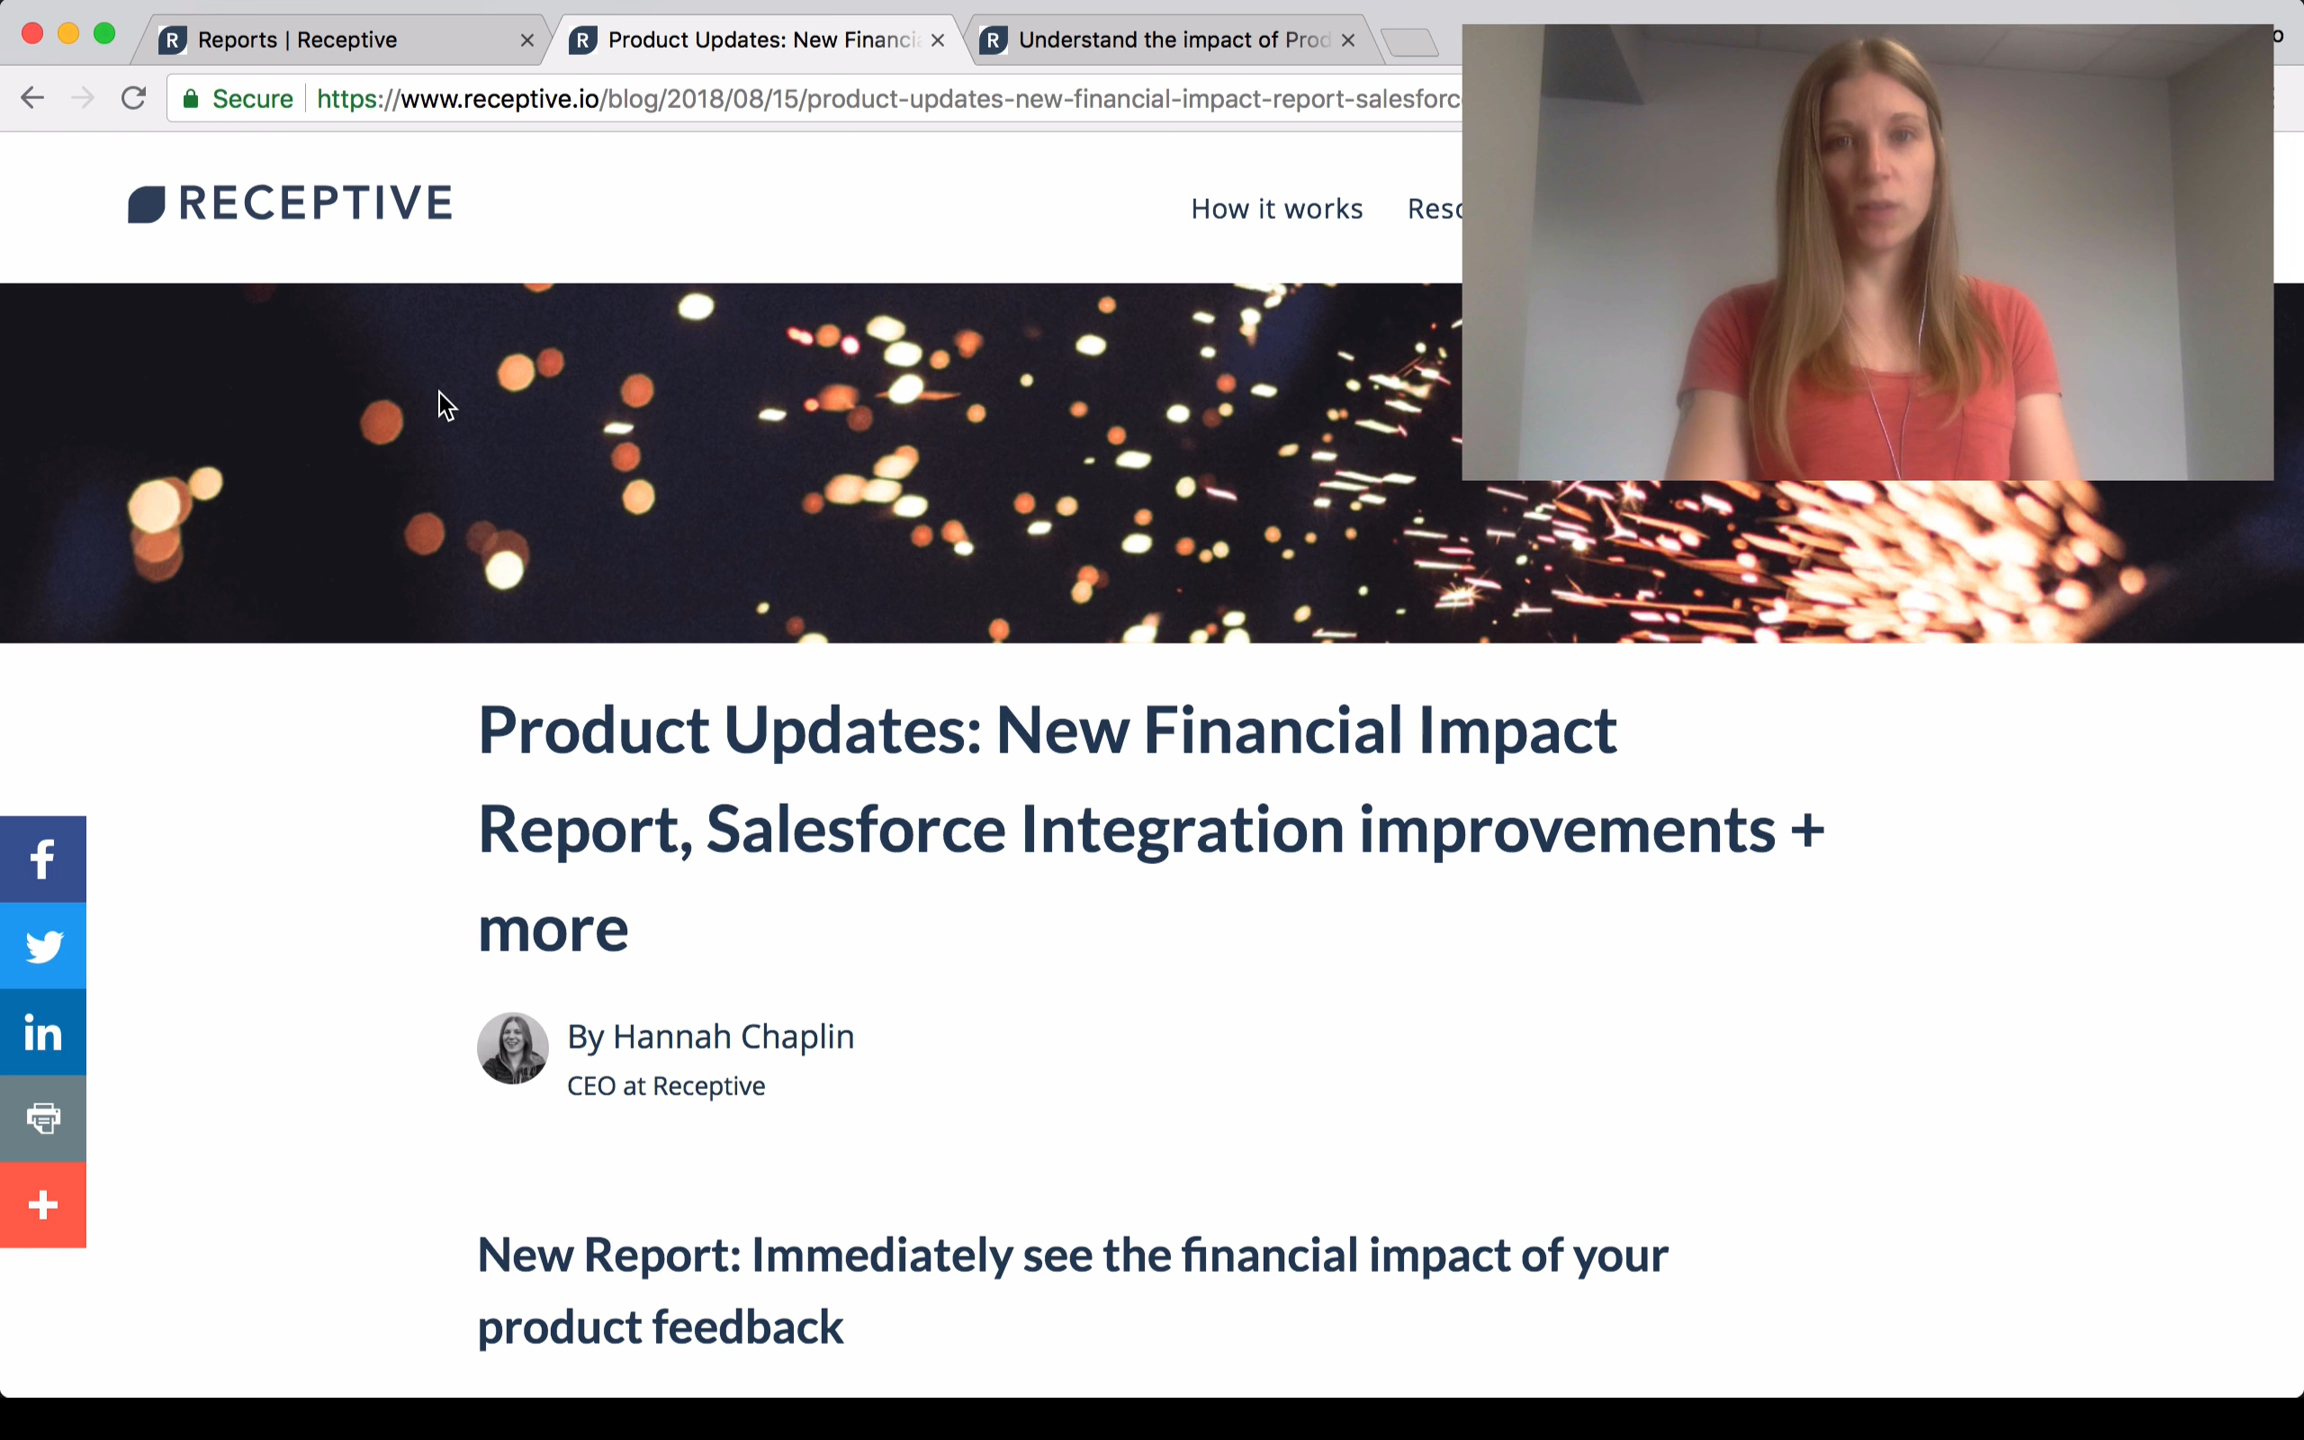 Reports | Receptive
Product Updates: New Financi
Understand the impact of Prod
Secure
https://www.receptive.io/blog/2018/08/15/product-updates-new-financial-impact-report-salesforc
RECEPTIVE
How it works
Reso
Product Updates: New Financial Impact
Report, Salesforce Integration improvements +
more
By Hannah Chaplin
CEO at Receptive
New Report: Immediately see the financial impact of your
product feedback